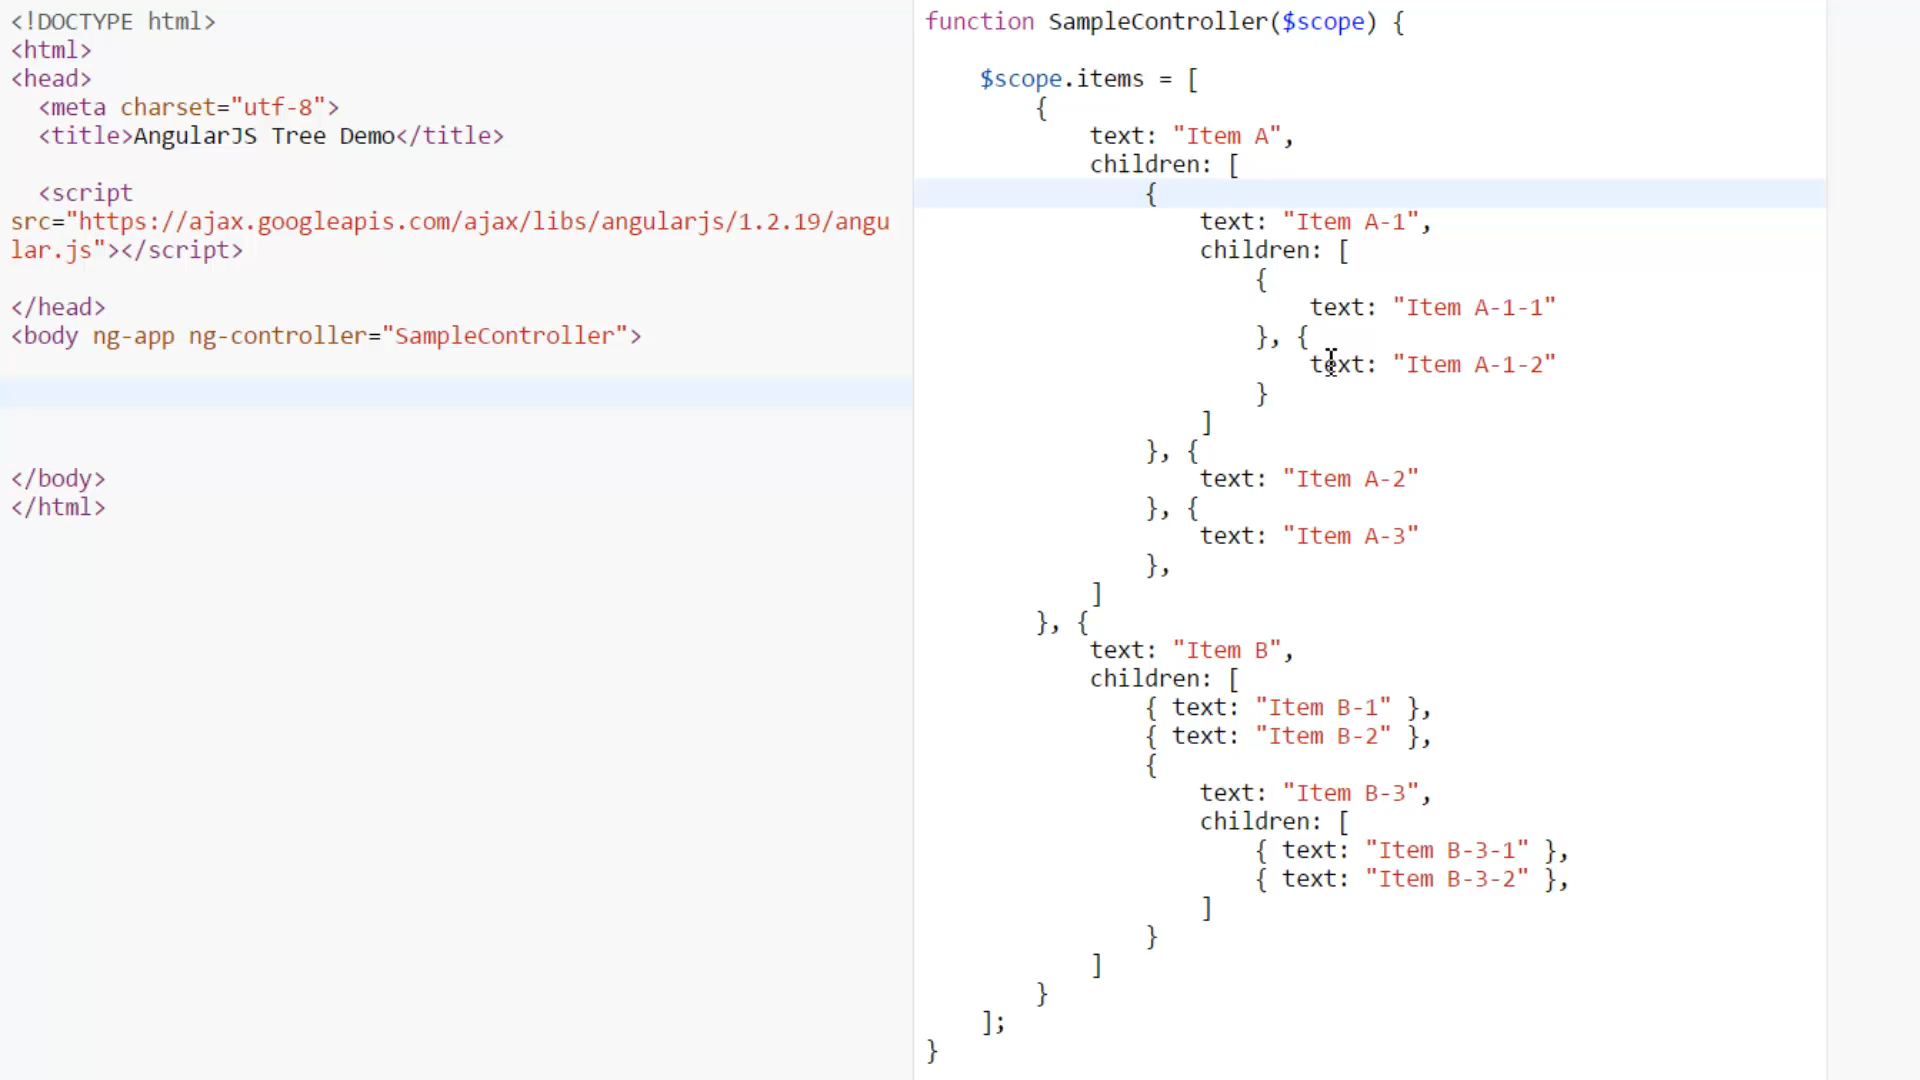 <!DOCTYPE html>
<html>
<head>
  <meta charset="utf-8">
  <title>AngularJS Tree Demo</title>
  <script
src="https://ajax.googleapis.com/ajax/libs/angularjs/1.2.19/angu
lar.js"></script>
</head>
<body ng-app ng-controller="SampleController">
</body>
</html>
function SampleController($scope) {
    $scope.items = [
        {
            text: "Item A",
            children: [
                {
                    text: "Item A-1",
                    children: [
                        {
                            text: "Item A-1-1"
                        }, {
                            text: "Item A-1-2"
                        }
                    ]
                }, {
                    text: "Item A-2"
                }, {
                    text: "Item A-3"
                },
            ]
        }, {
            text: "Item B",
            children: [
                { text: "Item B-1" },
                { text: "Item B-2" },
                {
                    text: "Item B-3",
                    children: [
                        { text: "Item B-3-1" },
                        { text: "Item B-3-2" },
                    ]
                }
            ]
        }
    ];
}